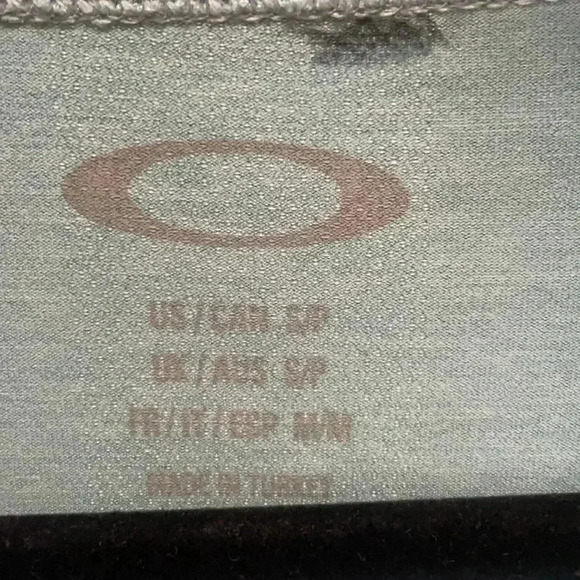 US/CAN S/P
UK/AUS S/P
FR/IT/ESP M/M
MADE IN TURKEY